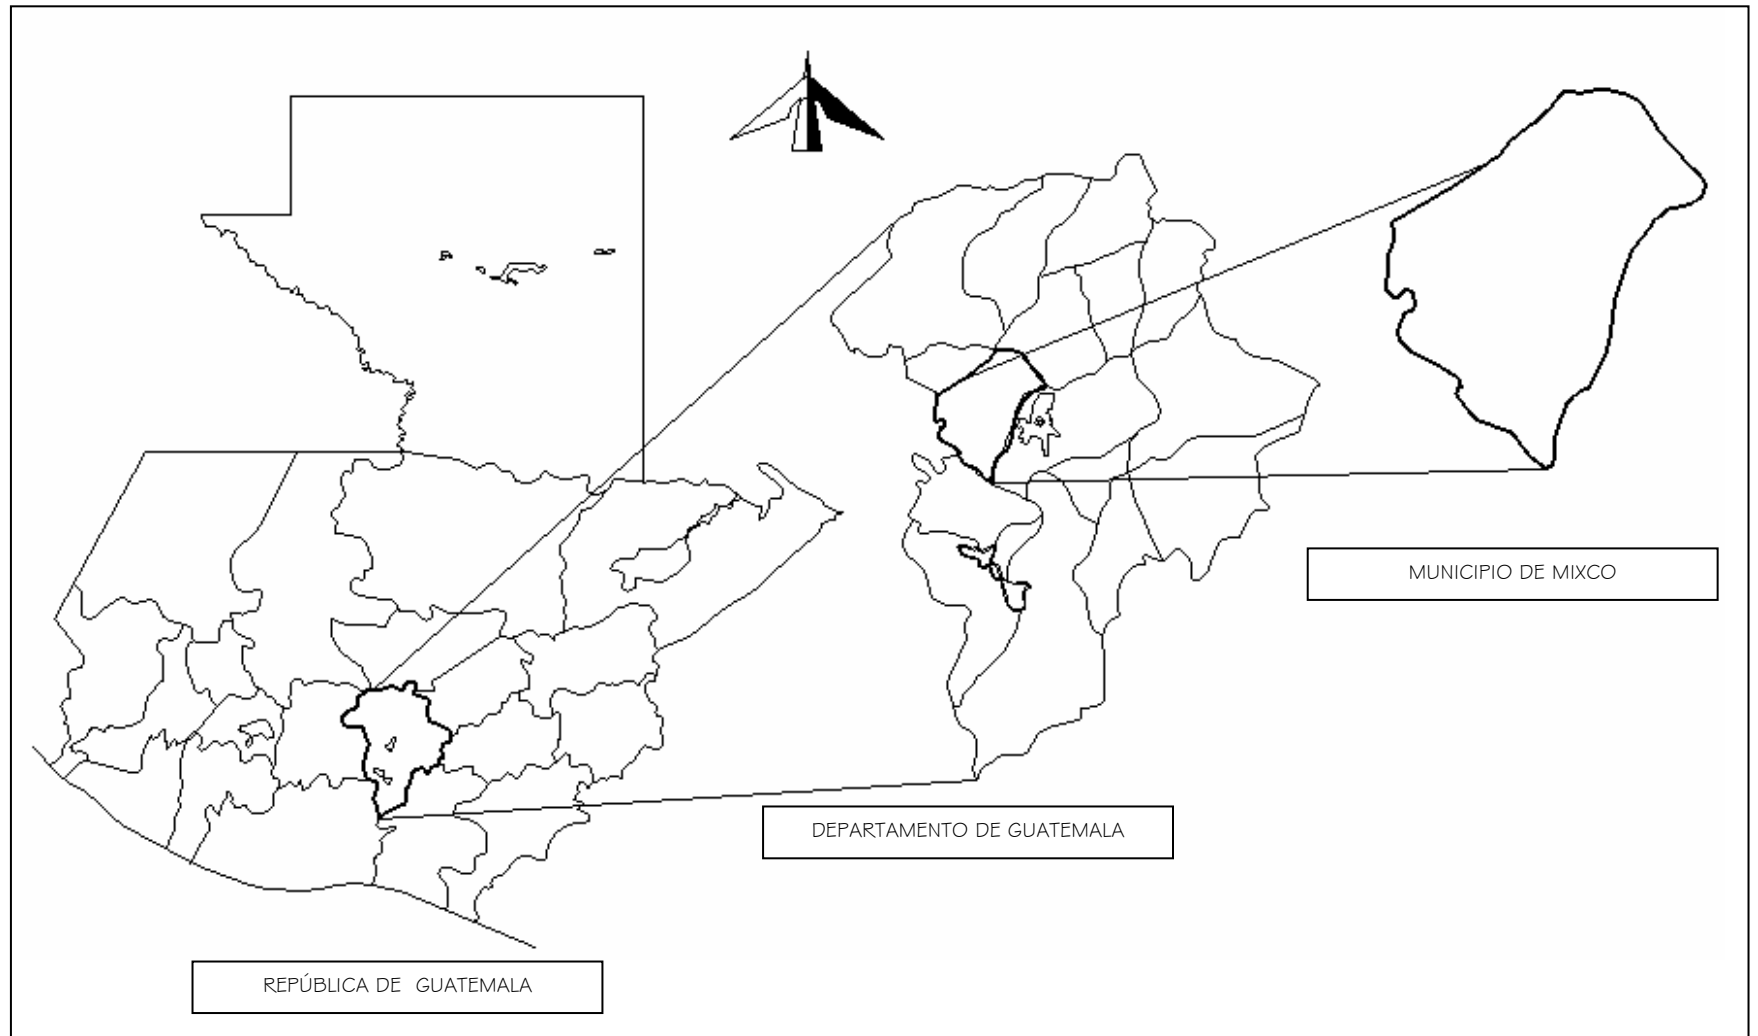 MUNICIPIO DE MIXCO
DEPARTAMENTO DE GUATEMALA
REPÚBLICA DE GUATEMALA